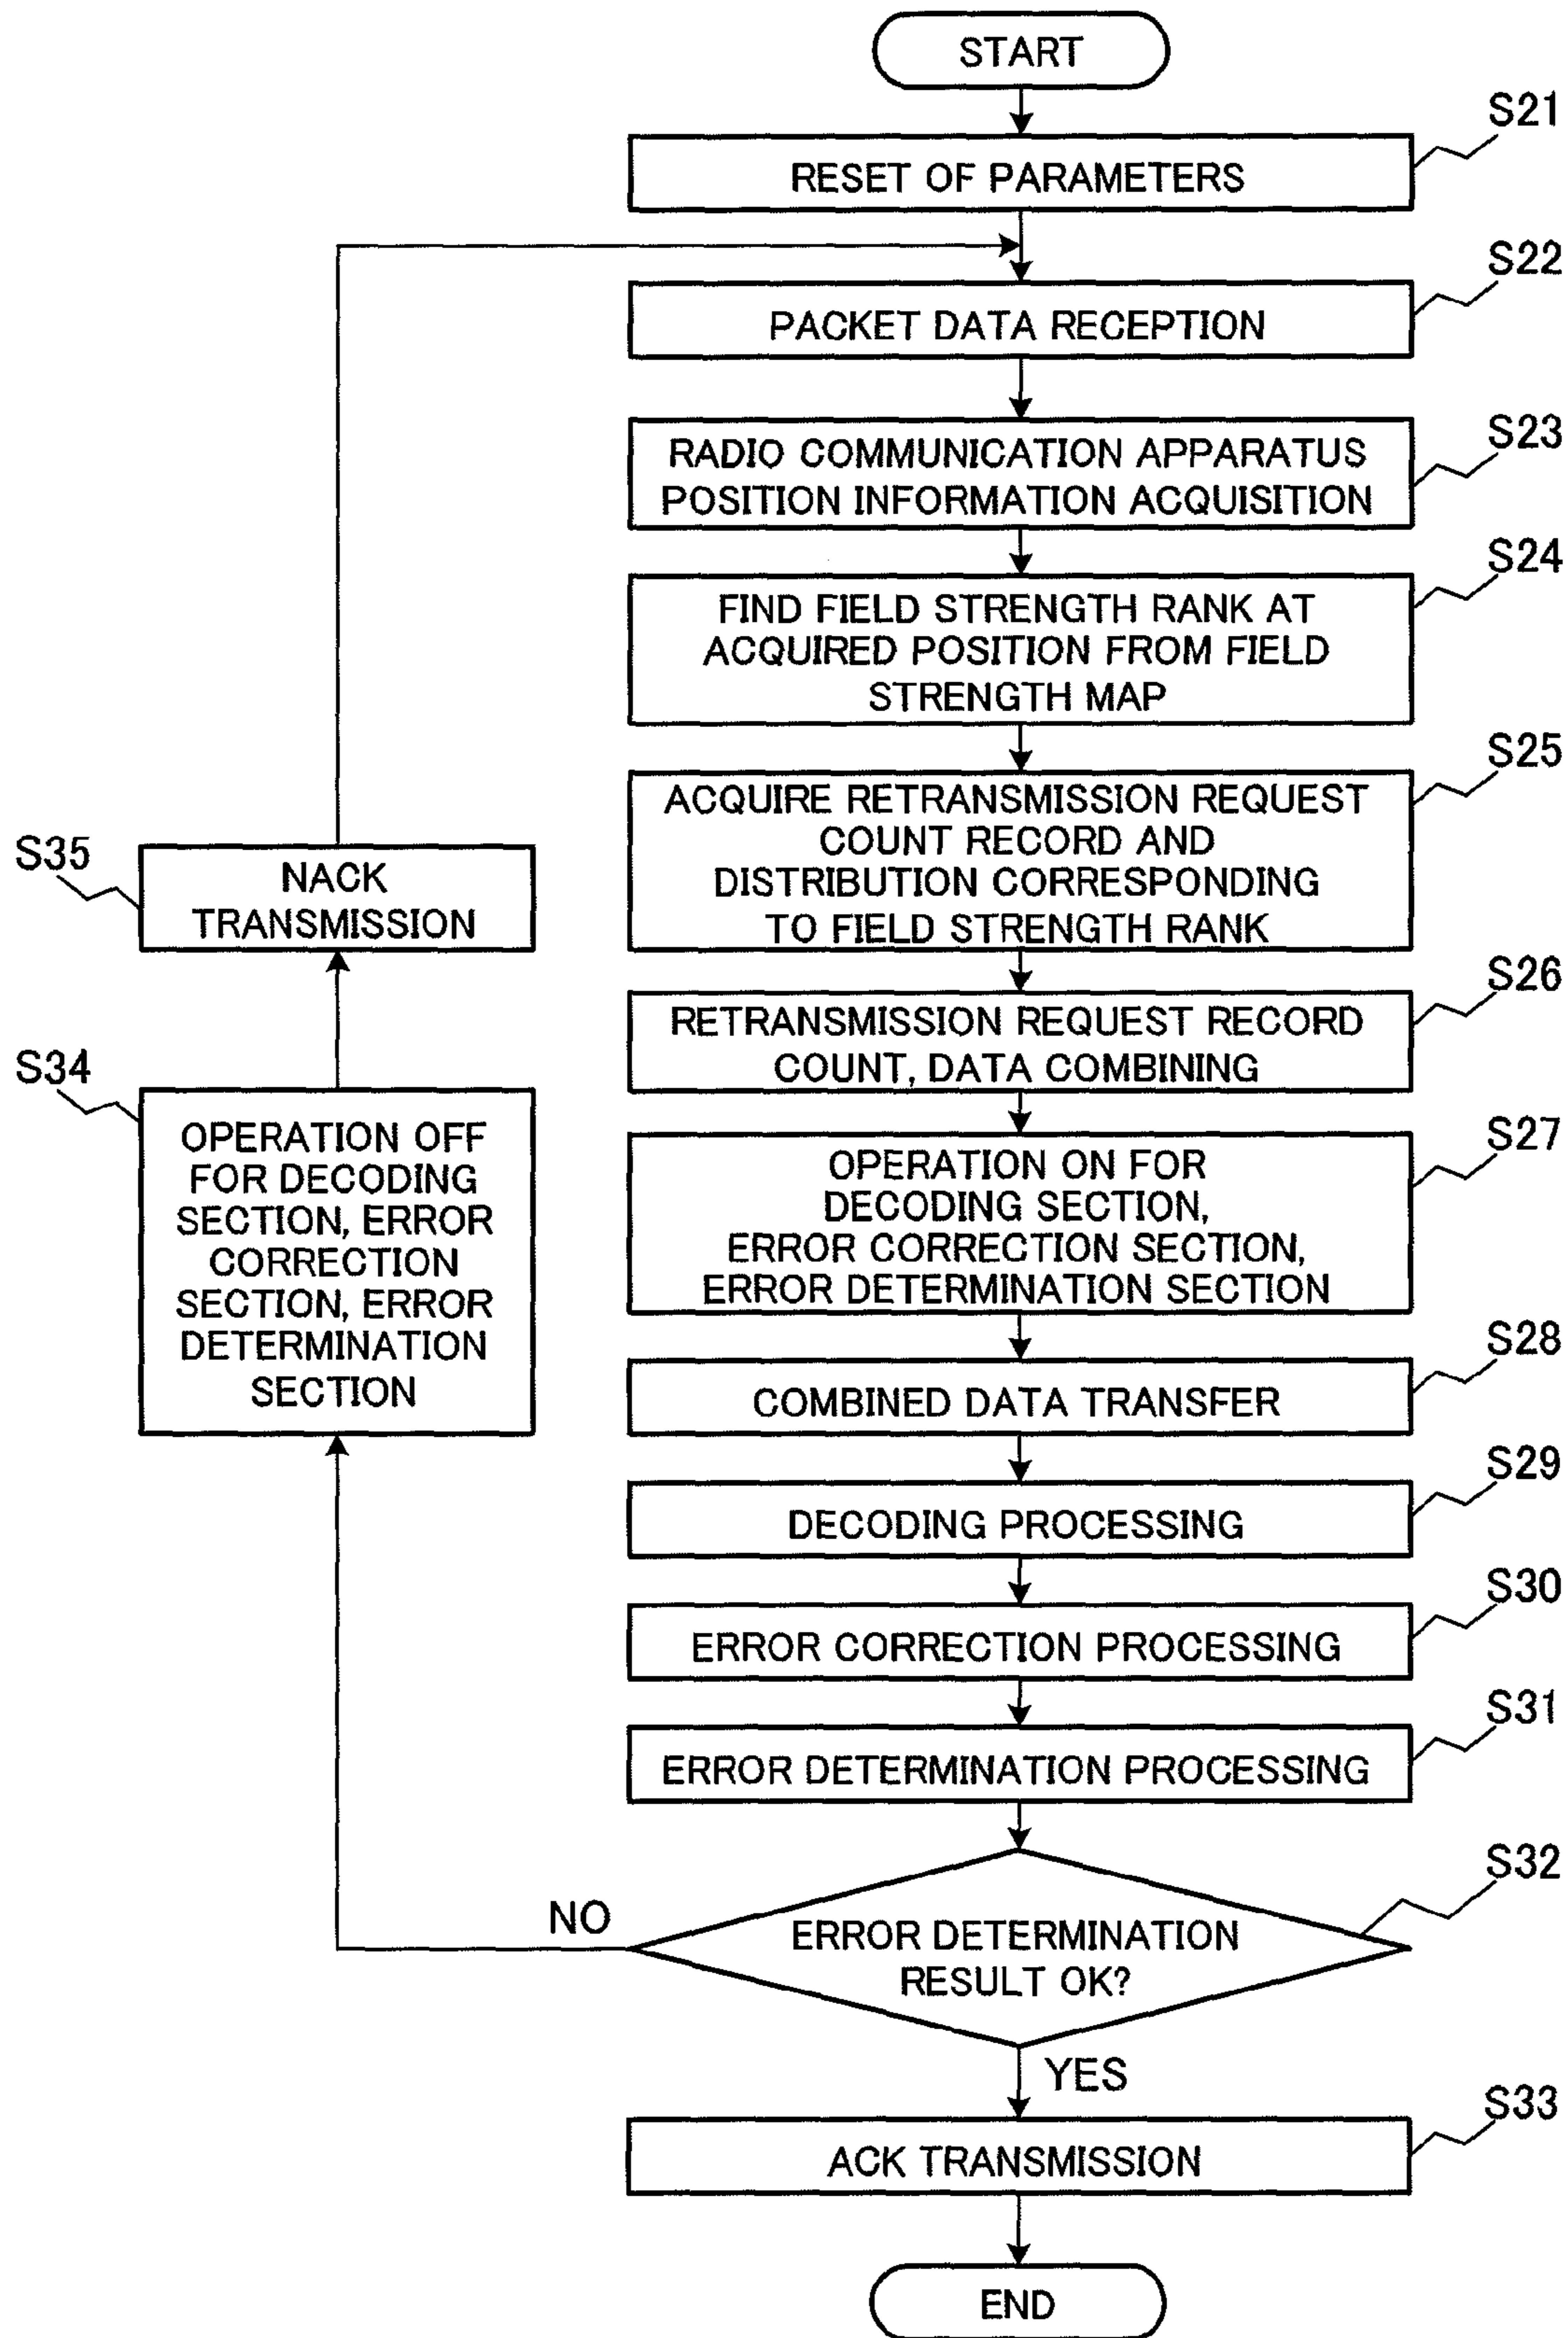 START
S21
RESET OF PARAMETERS
S22
PACKET DATA RECEPTION
S23
RADIO COMMUNICATION APPARATUS
POSITION INFORMATION ACQUISITION
S24
FIND FIELD STRENGTH RANK AT
ACQUIRED POSITION FROM FIELD
STRENGTH MAP
S25
ACQUIRE RETRANSMISSION REQUEST
COUNT RECORD AND
DISTRIBUTION CORRESPONDING
TO FIELD STRENGTH RANK
S26
RETRANSMISSION REQUEST RECORD
COUNT, DATA COMBINING
S27
OPERATION ON FOR
DECODING SECTION,
ERROR CORRECTION SECTION,
ERROR DETERMINATION SECTION
S28
COMBINED DATA TRANSFER
S29
DECODING PROCESSING
S30
ERROR CORRECTION PROCESSING
S31
ERROR DETERMINATION PROCESSING
S32
ERROR DETERMINATION
RESULT OK?
NO
YES
S33
ACK TRANSMISSION
END
S34
OPERATION OFF
FOR DECODING
SECTION, ERROR
CORRECTION
SECTION, ERROR
DETERMINATION
SECTION
S35
NACK
TRANSMISSION